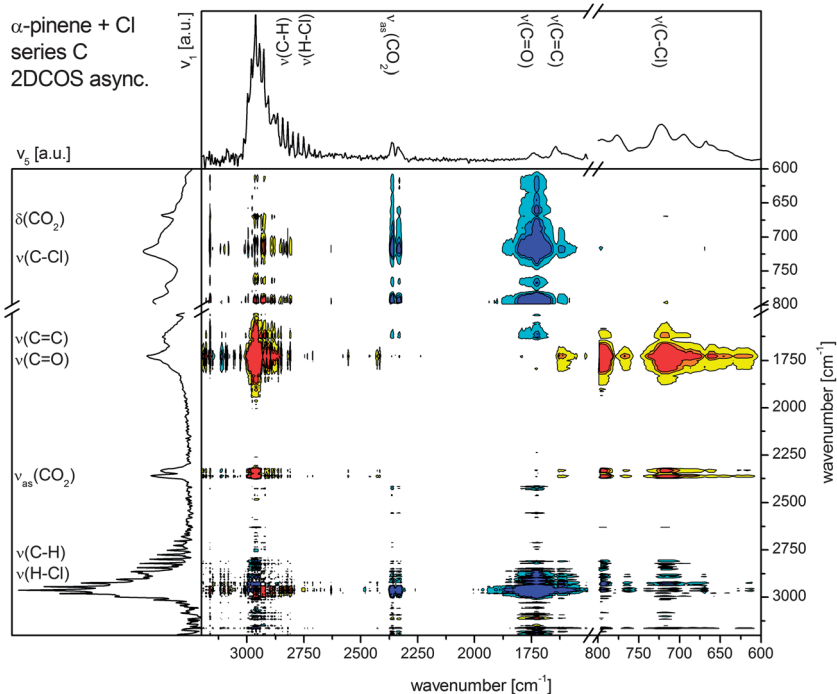 α-pinene + Cl
series C
2DCOS async.
ν₁ [a.u.]
ν(C-H)
ν(H-Cl)
νas(CO₂)
ν(C=O)
ν(C=C)
ν(C-Cl)
ν₅ [a.u.]
δ(CO₂)
ν(C-Cl)
ν(C=C)
ν(C=O)
νas(CO₂)
ν(C-H)
ν(H-Cl)
600
650
700
750
800
1750
2000
2250
2500
2750
3000
wavenumber [cm⁻¹]
3000 2750 2500 2250 2000 1750 800 750 700 650 600
wavenumber [cm⁻¹]